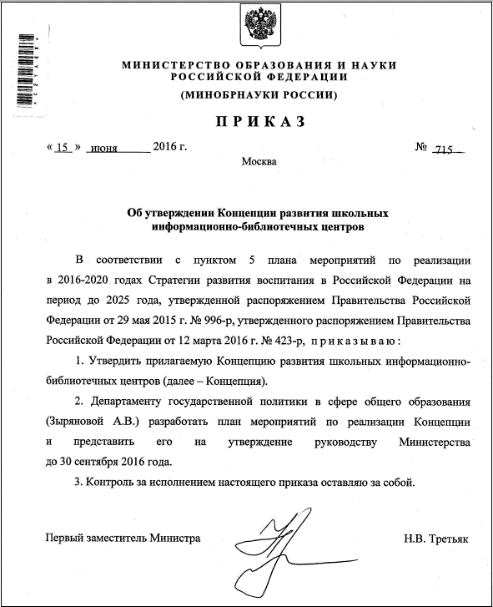 МИНИСТЕРСТВО ОБРАЗОВАНИЯ И НАУКИ
РОССИЙСКОЙ ФЕДЕРАЦИИ
(МИНОБРНАУКИ РОССИИ)
ПРИКАЗ
« 15 » июня 2016 г. № 715
Москва
Об утверждении Концепции развития школьных
информационно-библиотечных центров
В соответствии с пунктом 5 плана мероприятий по реализации
в 2016-2020 годах Стратегии развития воспитания в Российской Федерации на
период до 2025 года, утвержденной распоряжением Правительства Российской
Федерации от 29 мая 2015 г. № 996-р, утвержденного распоряжением Правительства
Российской Федерации от 12 марта 2016 г. № 423-р, приказываю:
1. Утвердить прилагаемую Концепцию развития школьных информационно-
библиотечных центров (далее – Концепция).
2. Департаменту государственной политики в сфере общего образования
(Зыряновой А.В.) разработать план мероприятий по реализации Концепции
и представить его на утверждение руководству Министерства
до 30 сентября 2016 года.
3. Контроль за исполнением настоящего приказа оставляю за собой.
Первый заместитель Министра Н.В. Третьяк